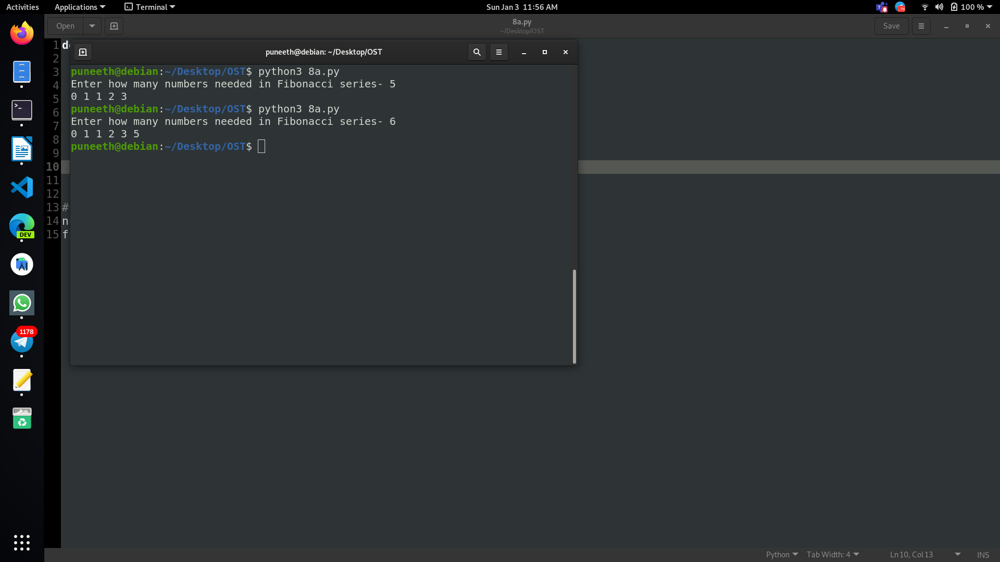 Activities Applications Terminal Sun Jan 3 11:56 AM 100 %
Open 8a.py Save
~/Desktop/OST
puneeth@debian: ~/Desktop/OST
puneeth@debian:~/Desktop/OST$ python3 8a.py
Enter how many numbers needed in Fibonacci series- 5
0 1 1 2 3
puneeth@debian:~/Desktop/OST$ python3 8a.py
Enter how many numbers needed in Fibonacci series- 6
0 1 1 2 3 5
puneeth@debian:~/Desktop/OST$
1
2
3
4
5
6
7
8
9
10
11
12
13 #
14 n
15 f
DEV
1178
Python Tab Width: 4 Ln 10, Col 13 INS